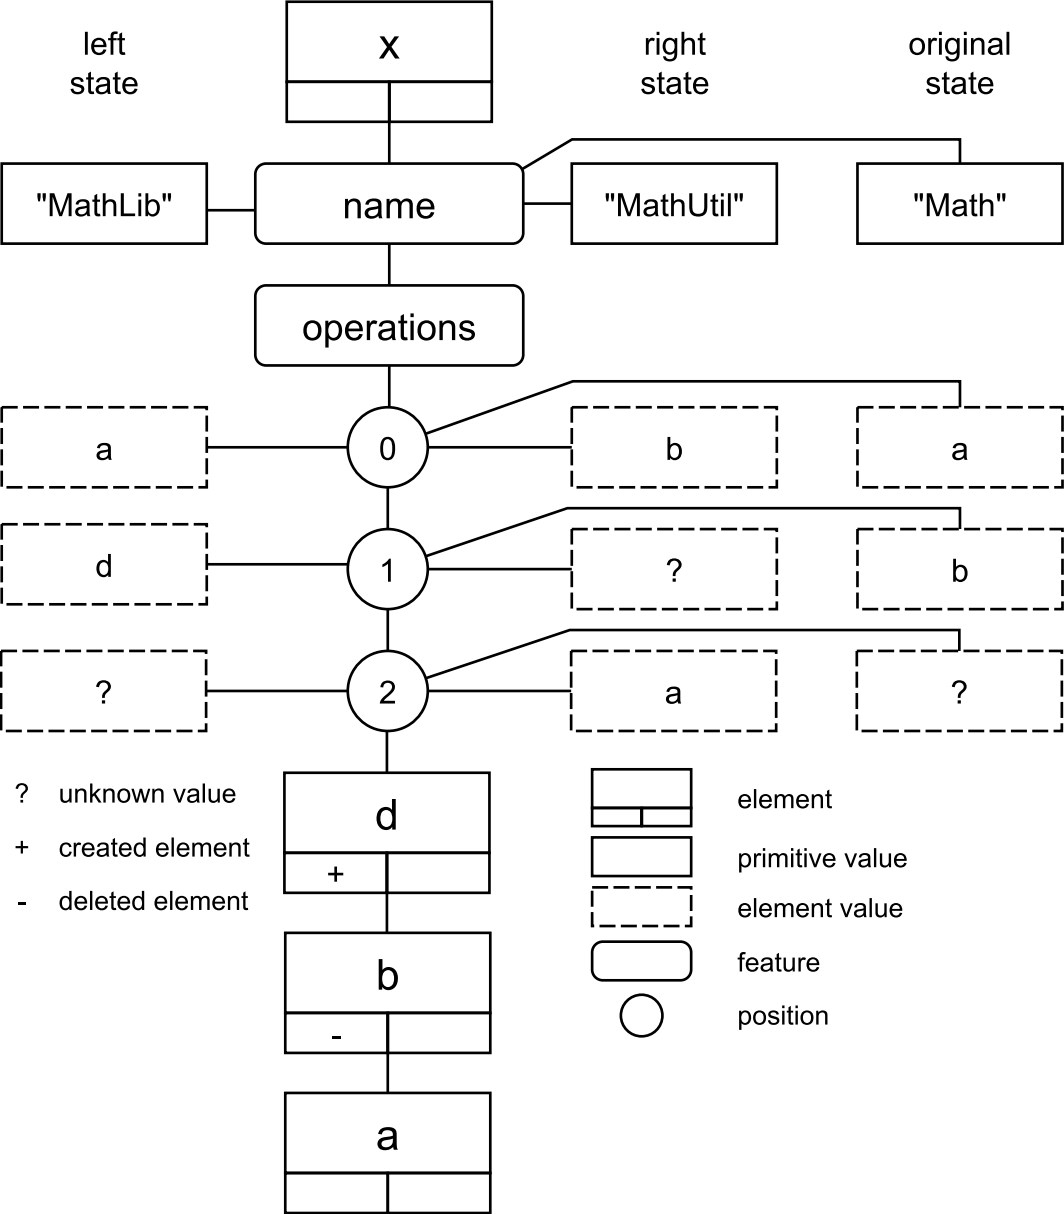 left
state
x
right
state
original
state
"MathLib"
name
"MathUtil"
"Math"
operations
a
0
b
a
d
1
?
b
?
2
a
?
? unknown value
+ created element
- deleted element
d
+
b
-
a
element
primitive value
element value
feature
position